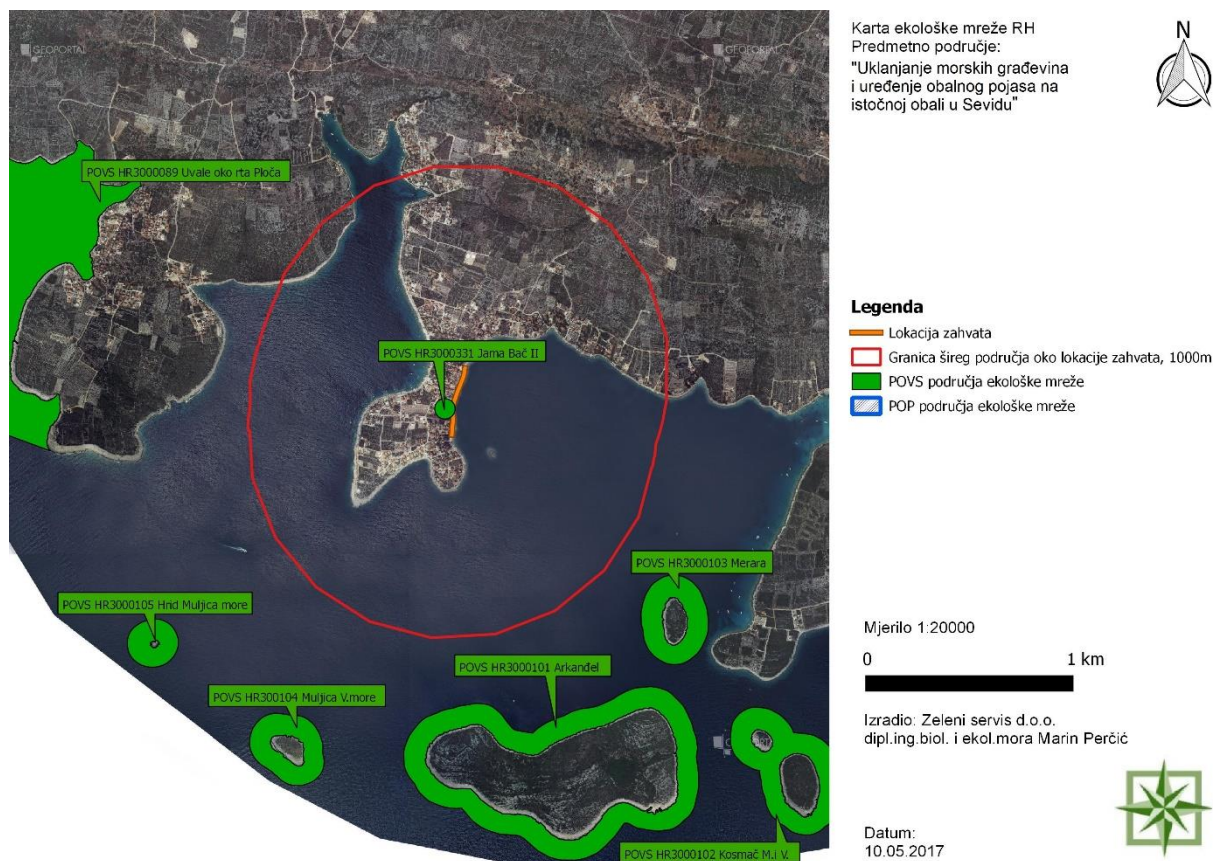 GEOPORTAL
GEOPORTAL
POVS HR3000089 Uvale oko rta Ploča
POVS HR3000331 Jama Bač II
POVS HR3000103 Merara
POVS HR3000105 Hrid Muljica more
POVS HR3000101 Arkanđel
POVS HR300104 Muljica V.more
POVS HR3000102 Kosmač M.i V.
Karta ekološke mreže RH
Predmetno područje:
"Uklanjanje morskih građevina
i uređenje obalnog pojasa na
istočnoj obali u Sevidu"
N
Legenda
Lokacija zahvata
Granica šireg područja oko lokacije zahvata, 1000m
POVS područja ekološke mreže
POP područja ekološke mreže
Mjerilo 1:20000
0 1 km
Izradio: Zeleni servis d.o.o.
dipl.ing.biol. i ekol.mora Marin Perčić
Datum:
10.05.2017